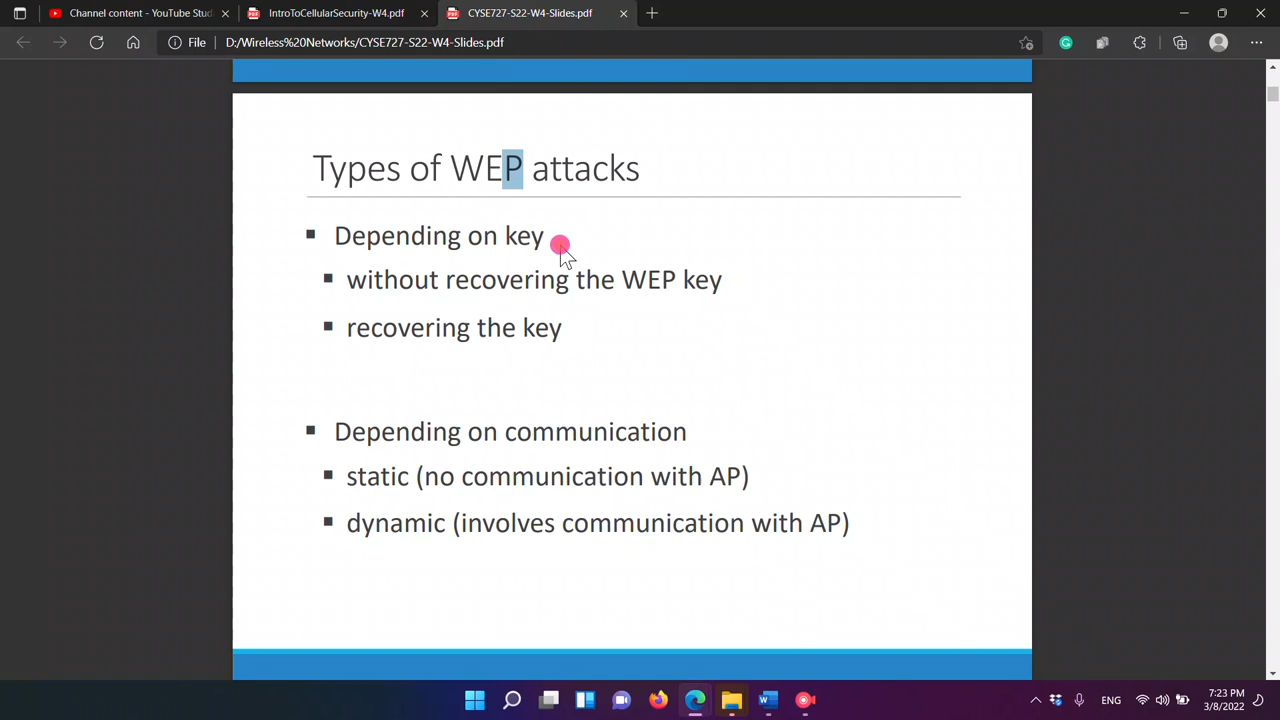 Channel content - YouTube Stud
IntroToCellularSecurity-W4.pdf
CYSE727-S22-W4-Slides.pdf
File
D:/Wireless%20Networks/CYSE727-S22-W4-Slides.pdf
Types of WEP attacks
Depending on key
without recovering the WEP key
recovering the key
Depending on communication
static (no communication with AP)
dynamic (involves communication with AP)
ENG
7:23 PM
3/8/2022